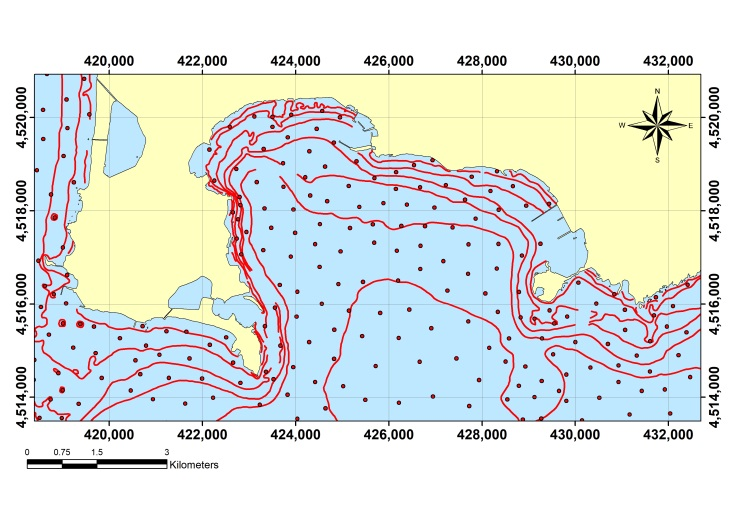 420,000 422,000 424,000 426,000 428,000 430,000 432,000
4,520,000 4,520,000
4,518,000 4,518,000
4,516,000 4,516,000
4,514,000 4,514,000
N
W E
S
420,000 422,000 424,000 426,000 428,000 430,000 432,000
0 0.75 1.5 3
Kilometers